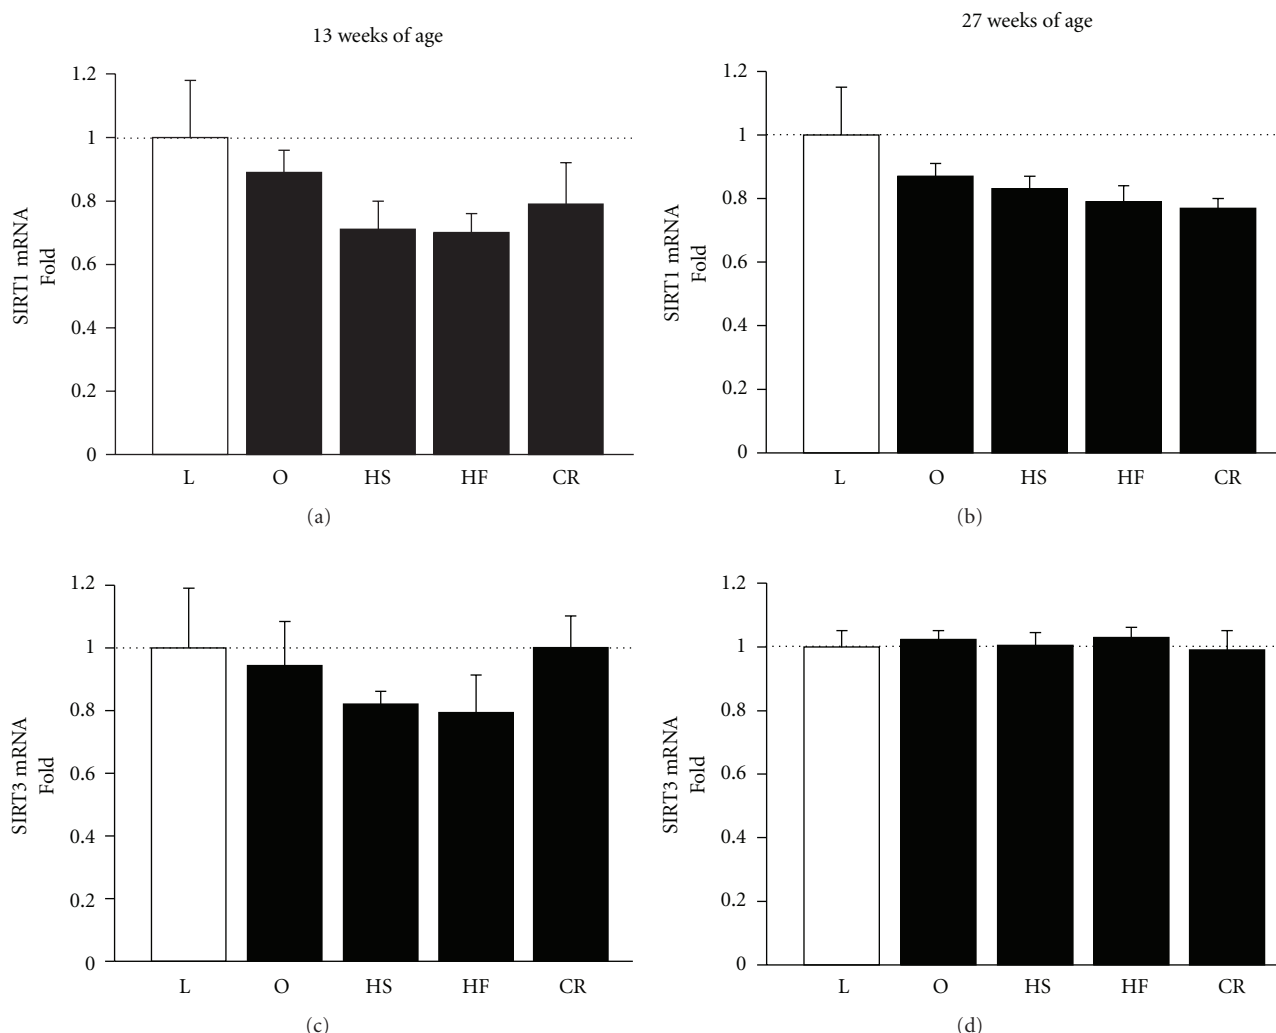 13 weeks of age
1.2
1
0.8
0.6
0.4
0.2
0
SIRT1 mRNA
Fold
L O HS HF CR
(a)
27 weeks of age
1.2
1
0.8
0.6
0.4
0.2
0
SIRT1 mRNA
Fold
L O HS HF CR
(b)
1.2
1
0.8
0.6
0.4
0.2
0
SIRT3 mRNA
Fold
L O HS HF CR
(c)
1.2
1
0.8
0.6
0.4
0.2
0
SIRT3 mRNA
Fold
L O HS HF CR
(d)